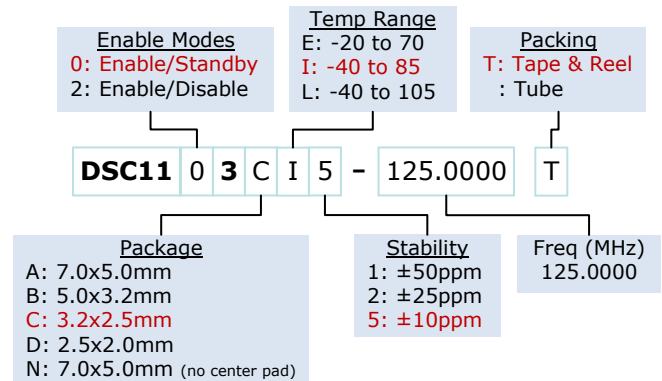 Enable Modes
0: Enable/Standby
2: Enable/Disable
Temp Range
E: -20 to 70
I: -40 to 85
L: -40 to 105
Packing
T: Tape & Reel
: Tube
DSC11 0 3 C I 5 – 125.0000 T
Package
A: 7.0x5.0mm
B: 5.0x3.2mm
C: 3.2x2.5mm
D: 2.5x2.0mm
N: 7.0x5.0mm (no center pad)
Stability
1: ±50ppm
2: ±25ppm
5: ±10ppm
Freq (MHz)
125.0000